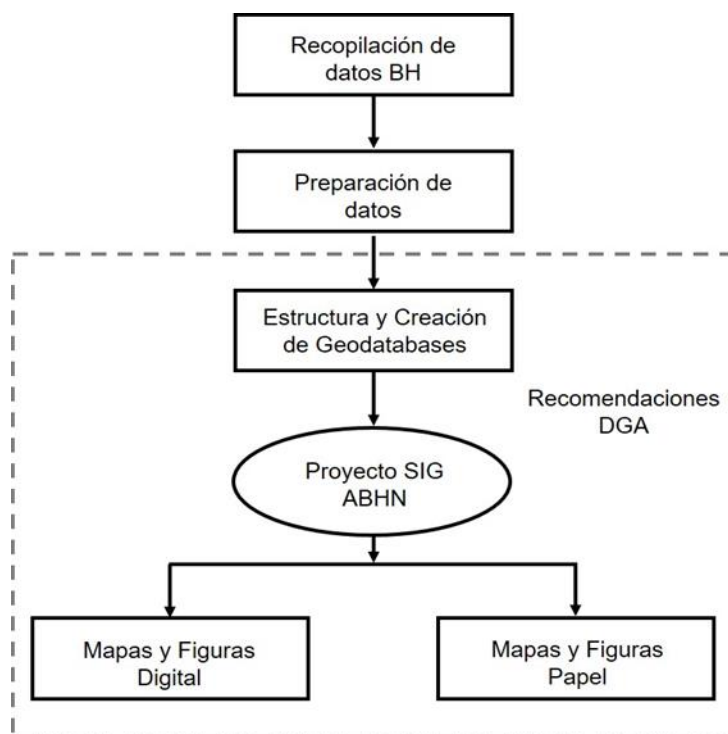 Recopilación de
datos BH
Preparación de
datos
Estructura y Creación
de Geodatabases
Recomendaciones
DGA
Proyecto SIG
ABHN
Mapas y Figuras
Digital
Mapas y Figuras
Papel